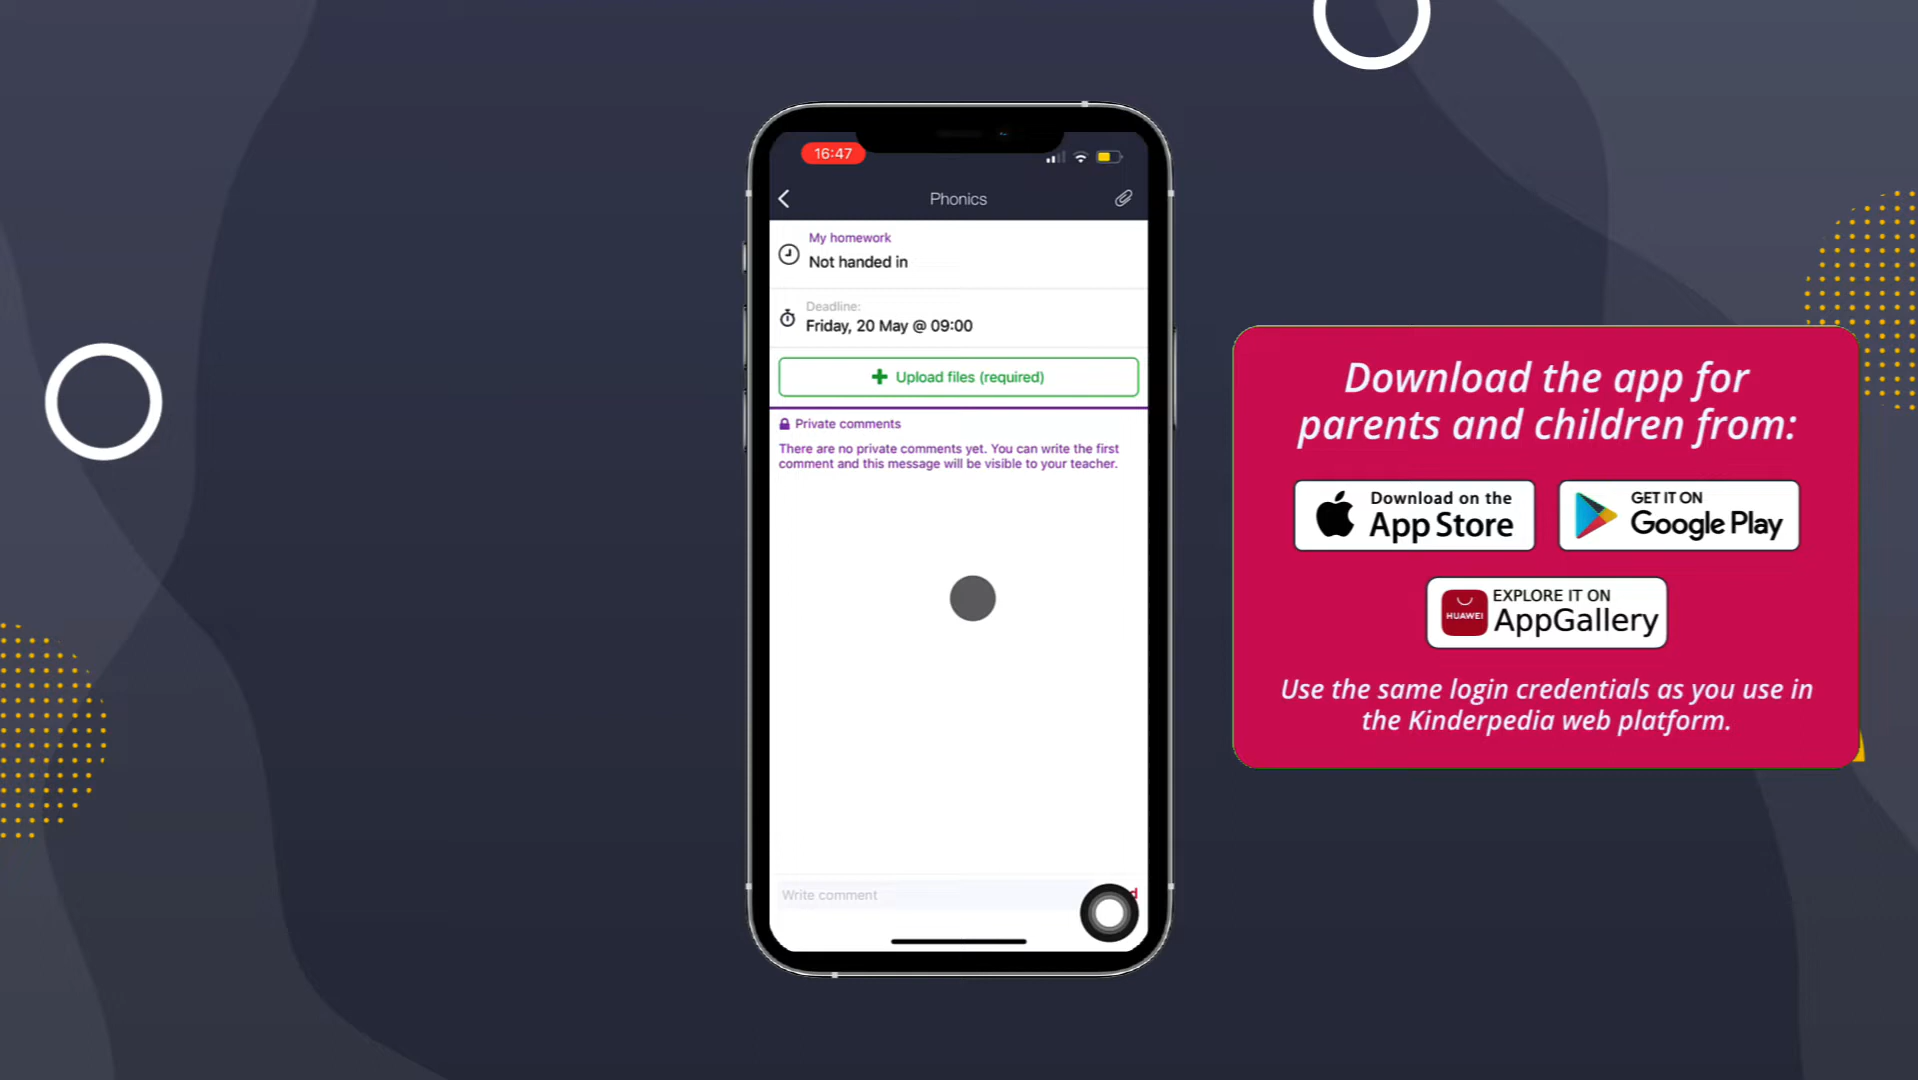 16:47
Phonics
My homework
Not handed in
Deadline:
Friday, 20 May @ 09:00
+ Upload files (required)
Private comments
There are no private comments yet. You can write the first
comment and this message will be visible to your teacher.
Write comment
Download the app for
parents and children from:
Download on the
App Store
GET IT ON
Google Play
HUAWEI
EXPLORE IT ON
AppGallery
Use the same login credentials as you use in
the Kinderpedia web platform.